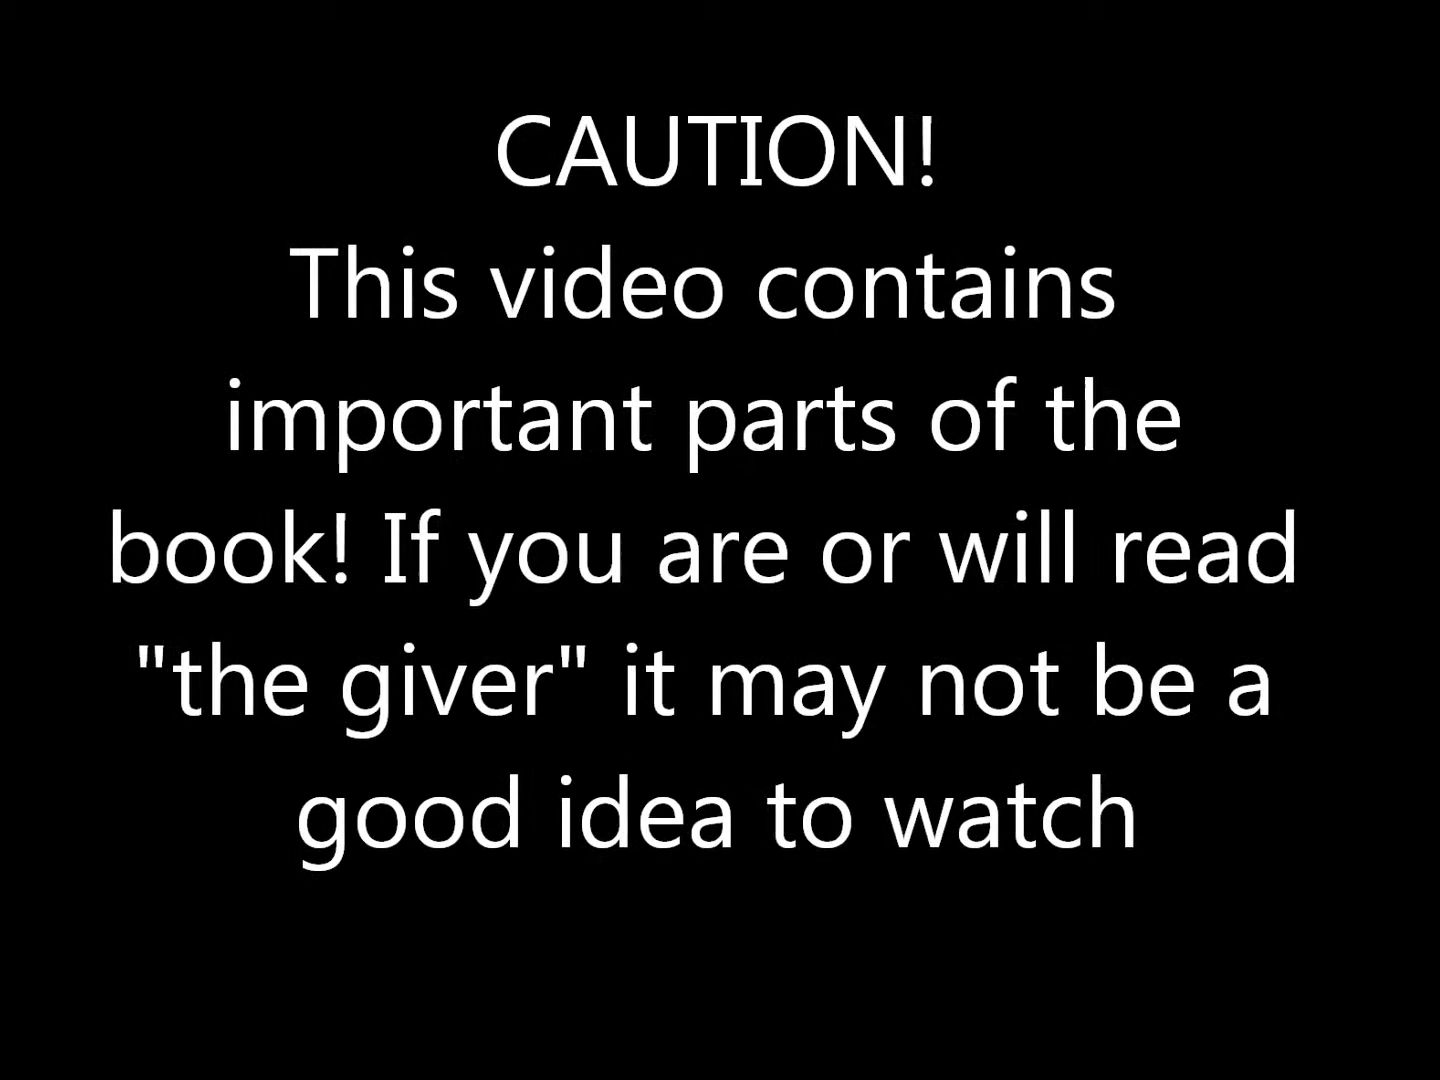 CAUTION!
This video contains
important parts of the
book! If you are or will read
"the giver" it may not be a
good idea to watch